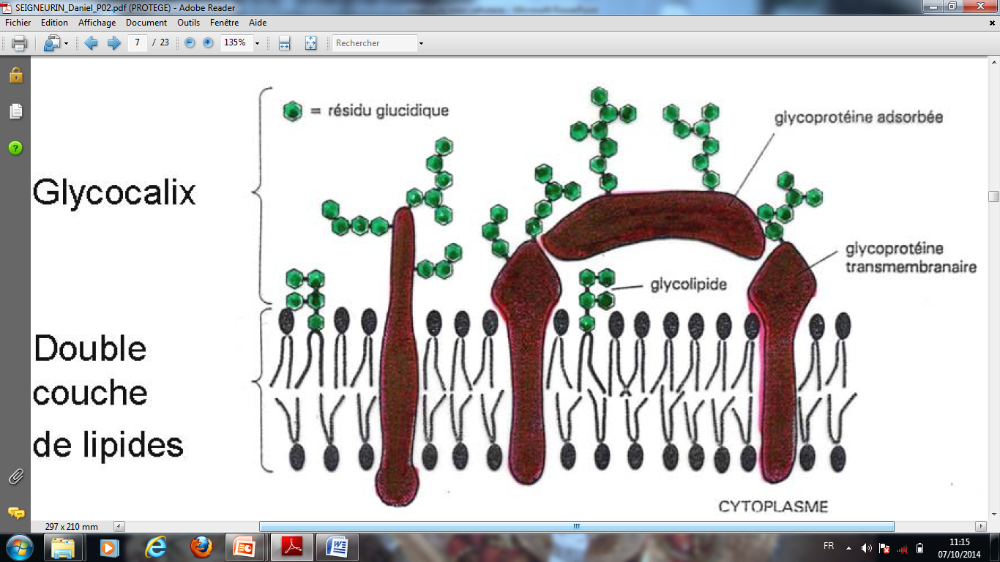 SEIGNEURIN_Daniel_P02.pdf (PROTEGE) - Adobe Reader
Fichier Edition Affichage Document Outils Fenêtre Aide
7 / 23 135% Rechercher
= résidu glucidique
glycoprotéine adsorbée
Glycocalix
glycoprotéine
transmembranaire
glycolipide
Double
couche
de lipides
CYTOPLASME
297 x 210 mm
FR
11:15
07/10/2014